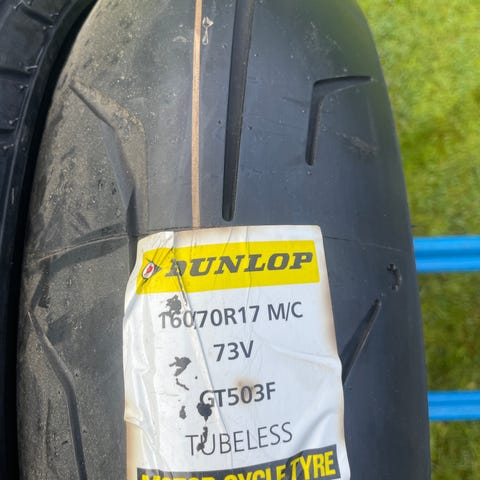 DUNLOP
160/70R17 M/C
73V
GT503F
TUBELESS
MOTOR CYCLE TYRE